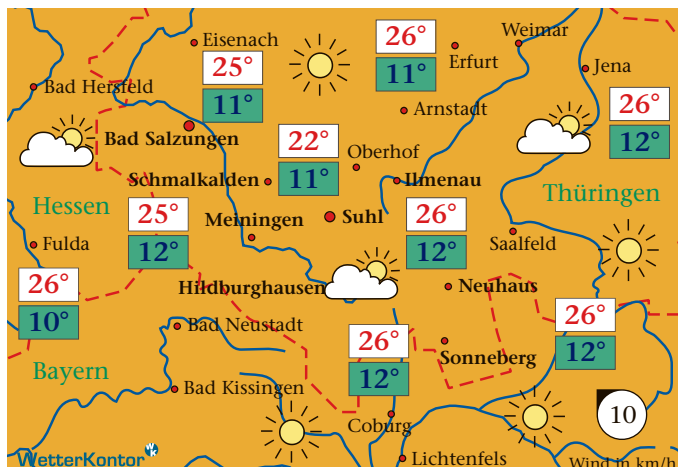 Weimar
Eisenach
26°
Erfurt
25°
11°
Jena
Bad Hersfeld
11°
26°
Arnstadt
Bad Salzungen
22°
12°
Oberhof
Schmalkalden
11°
Ilmenau
Thüringen
Hessen
25°
Meiningen
Suhl
26°
Fulda
12°
12°
Saalfeld
26°
Hildburghausen
Neuhaus
10°
26°
Bad Neustadt
26°
Sonneberg
12°
Bayern
12°
Bad Kissingen
Coburg
10
WetterKontor
WK
Lichtenfels
Wind in km/h